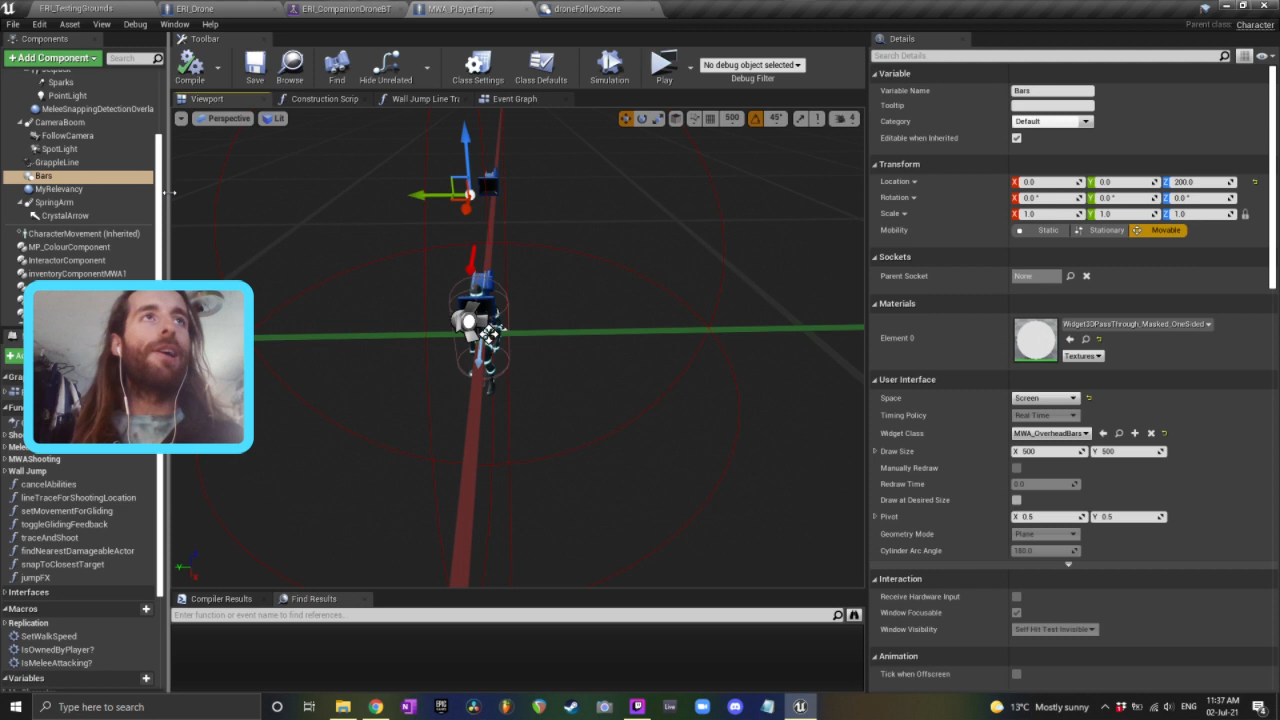 ERI_TestingGrounds
ERI_Drone
ERI_CompanionDroneBT
MWA_PlayerTemp
droneFollowScene
File Edit Asset View Debug Window Help
Parent class: Character
Components
+ Add Component
Search
Sparks
PointLight
MeleeSnappingDetectionOverla
CameraBoom
FollowCamera
SpotLight
GrappleLine
Bars
MyRelevancy
SpringArm
CrystalArrow
CharacterMovement (Inherited)
MP_ColourComponent
InteractorComponent
inventoryComponentMWA1
MWAShooting
Wall Jump
cancelAbilities
lineTraceForShootingLocation
setMovementForGliding
toggleGlidingFeedback
traceAndShoot
findNearestDamageableActor
snapToClosestTarget
jumpFX
Interfaces
Macros
Replication
SetWalkSpeed
IsOwnedByPlayer?
IsMeleeAttacking?
Variables
Toolbar
Compile
Save
Browse
Find
Hide Unrelated
Class Settings
Class Defaults
Simulation
Play
No debug object selected
Debug Filter
Viewport
Construction Scrip
Wall Jump Line Tra
Event Graph
Perspective
Lit
500
45°
1
4
Compiler Results
Find Results
Enter function or event name to find references...
Details
Search Details
Variable
Variable Name Bars
Tooltip
Category Default
Editable when Inherited
Transform
Location X 0.0 Y 0.0 Z 200.0
Rotation X 0.0 ° Y 0.0 ° Z 0.0 °
Scale X 1.0 Y 1.0 Z 1.0
Mobility Static Stationary Movable
Sockets
Parent Socket None
Materials
Element 0
Widget3DPassThrough_Masked_OneSided
Textures
User Interface
Space Screen
Timing Policy Real Time
Widget Class MWA_OverheadBars
Draw Size X 500 Y 500
Manually Redraw
Redraw Time 0.0
Draw at Desired Size
Pivot X 0.5 Y 0.5
Geometry Mode Plane
Cylinder Arc Angle 180.0
Interaction
Receive Hardware Input
Window Focusable
Window Visibility Self Hit Test Invisible
Animation
Tick when Offscreen
Type here to search
13°C Mostly sunny
ENG
11:37 AM
02-Jul-21